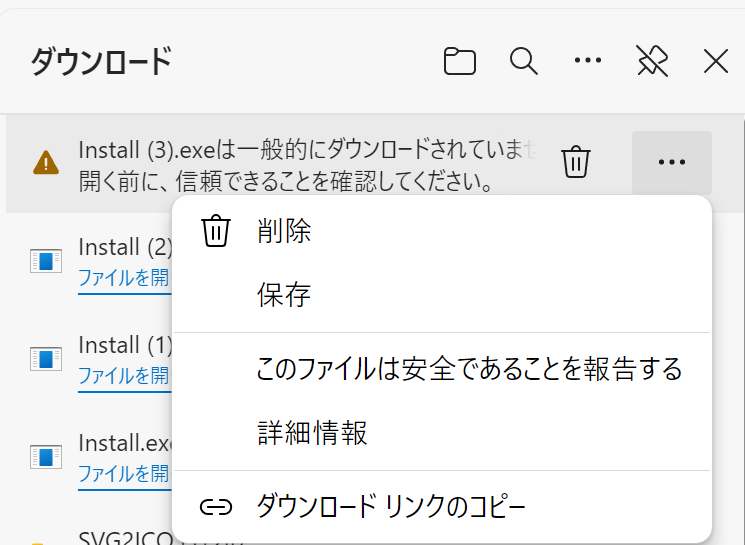 ダウンロード
Install (3).exeは一般的にダウンロードされていませ
開く前に、信頼できることを確認してください。
削除
保存
このファイルは安全であることを報告する
詳細情報
ダウンロード リンクのコピー
Install (2)
ファイルを開
Install (1)
ファイルを開
Install.exe
ファイルを開